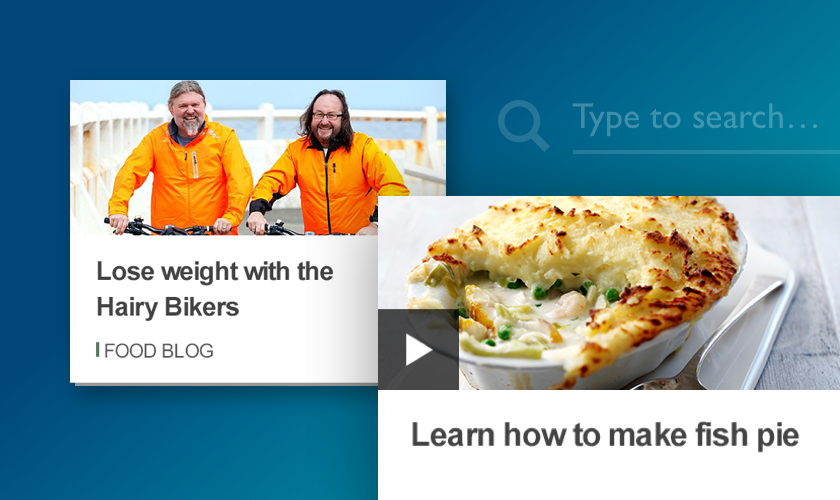 Type to search...
Lose weight with the
Hairy Bikers
FOOD BLOG
Learn how to make fish pie